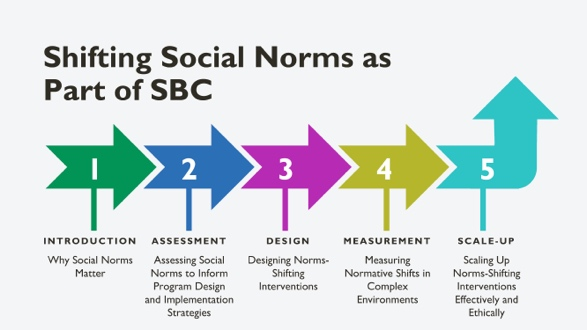 Shifting Social Norms as
Part of SBC
1
2
3
4
5
INTRODUCTION
Why Social Norms
Matter
ASSESSMENT
Assessing Social
Norms to Inform
Program Design
and Implementation
Strategies
DESIGN
Designing Norms-
Shifting
Interventions
MEASUREMENT
Measuring
Normative Shifts in
Complex
Environments
SCALE-UP
Scaling Up
Norms-Shifting
Interventions
Effectively and
Ethically